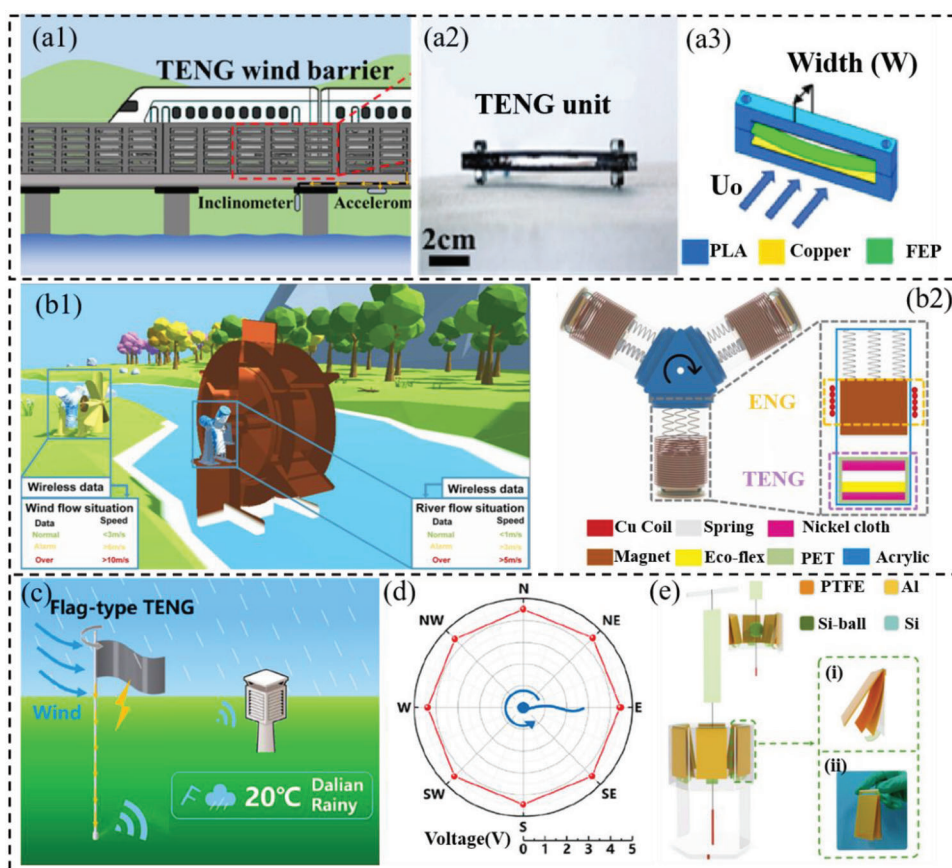 (a1)
TENG wind barrier
Inclinometer
Accelerom
(a2)
TENG unit
2cm
(a3)
Width (W)
Uo
PLA Copper FEP
(b1)
Wireless data
Wind flow situation
Data Speed
Normal <3m/s
Alarm
Over >10m/s
Wireless data
River flow situation
Data Speed
Normal <1m/s
Alarm
Over >5m/s
(b2)
ENG
TENG
Cu Coil Spring Nickel cloth
Magnet Eco-flex PET Acrylic
(c)
Flag-type TENG
Wind
20℃
Dalian
Rainy
(d)
N
NW NE
W E
SW SE
S
Voltage(V)
0 1 2 3 4 5
(e)
PTFE Al
Si-ball Si
(i)
(ii)